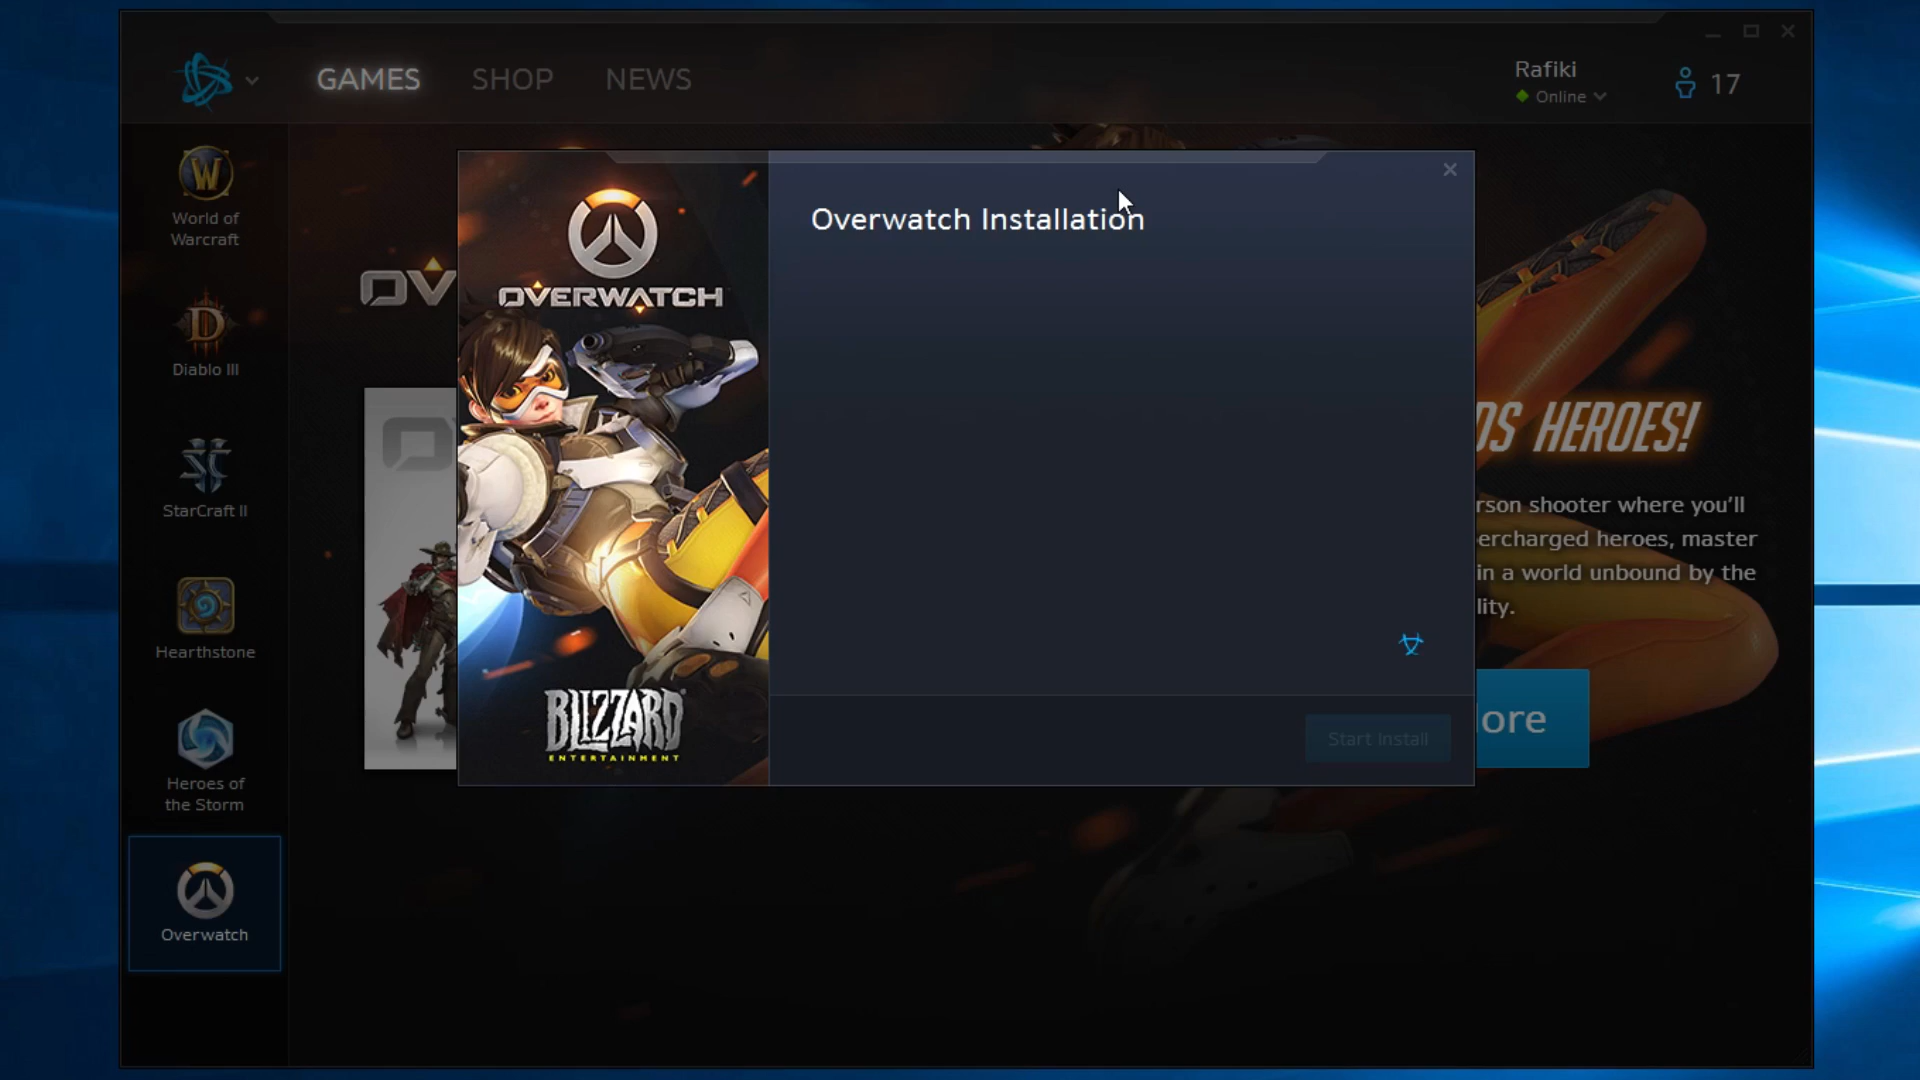 GAMES SHOP NEWS
Rafiki
Online
17
World of
Warcraft
Diablo III
StarCraft II
Hearthstone
Heroes of
the Storm
Overwatch
OV
OVERWATCH
BLIZZARD
ENTERTAINMENT
Overwatch Installation
Start Install
DS HEROES!
rson shooter where you'll
ercharged heroes, master
in a world unbound by the
lity.
ore